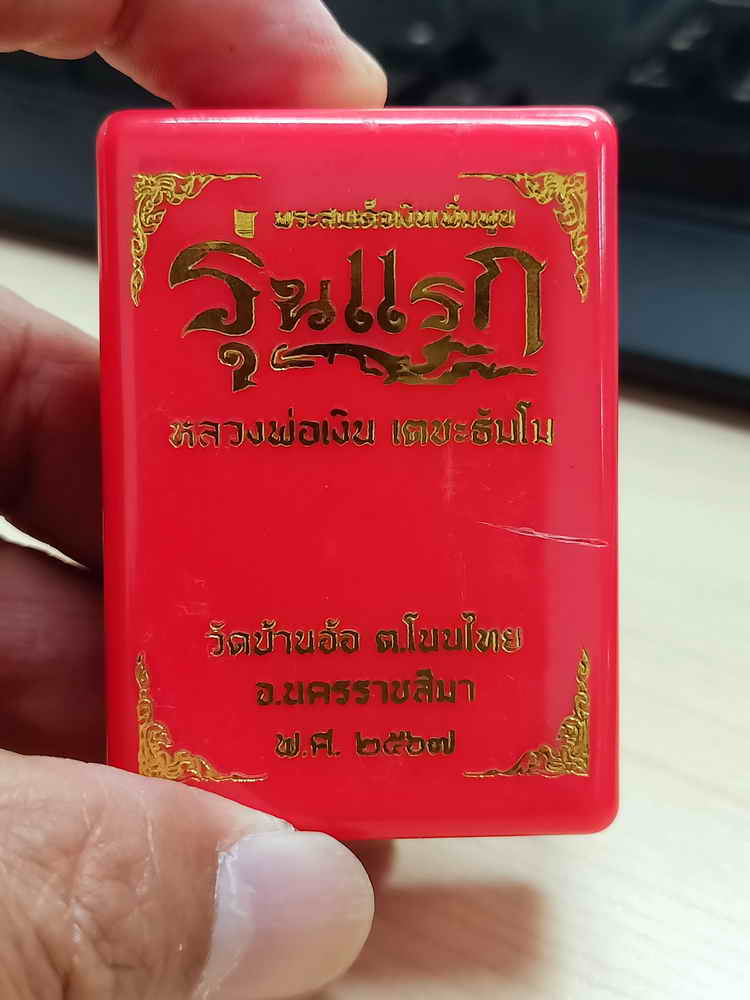 พระสมเด็จเงินเพิ่มพูน
รุ่นแรก
หลวงพ่อเงิน เตชะธัมโม
วัดบ้านอ้อ ต.โนนไทย
จ.นครราชสีมา
พ.ศ. ๒๕๖๗